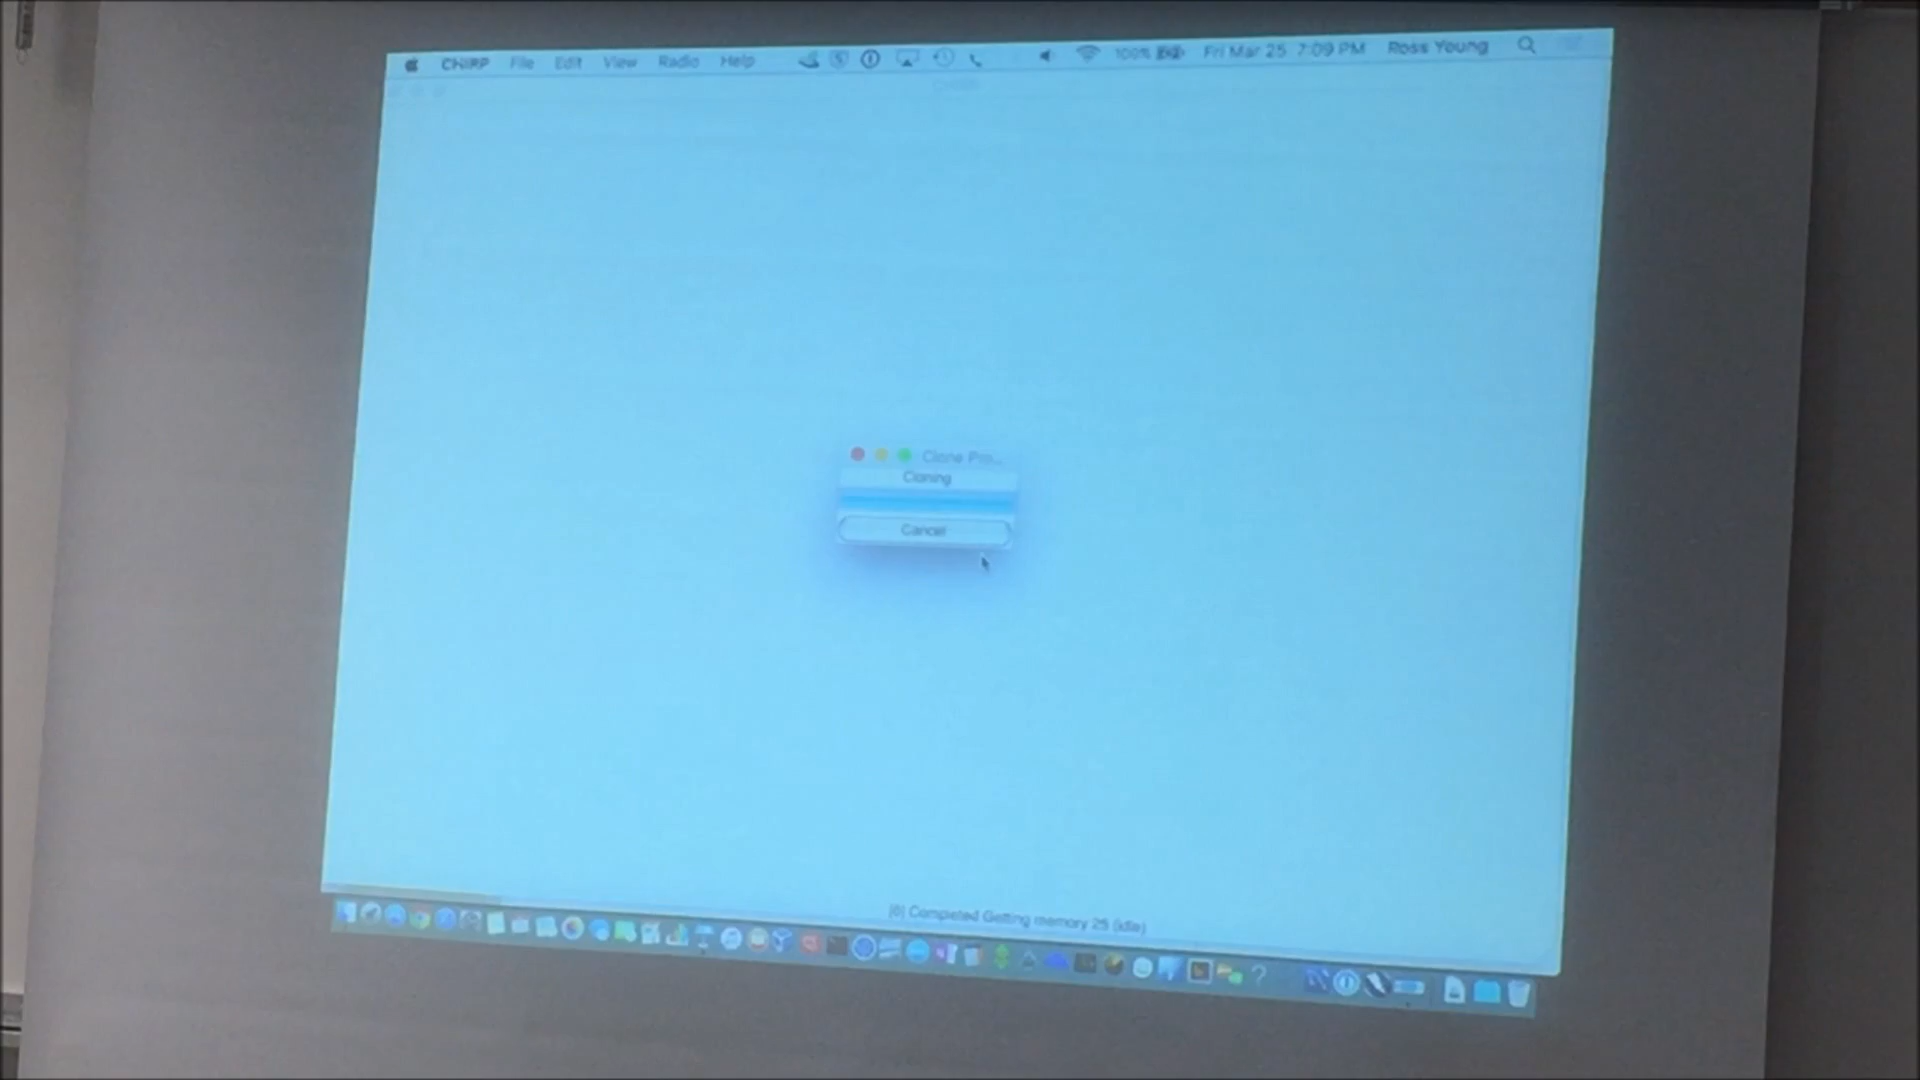 CHIRP File Edit View Radio Help 100% Fri Mar 25 7:09 PM Ross Young
Clone Pro...
Cloning
Cancel
[0] Completed Getting memory 25 (idle)